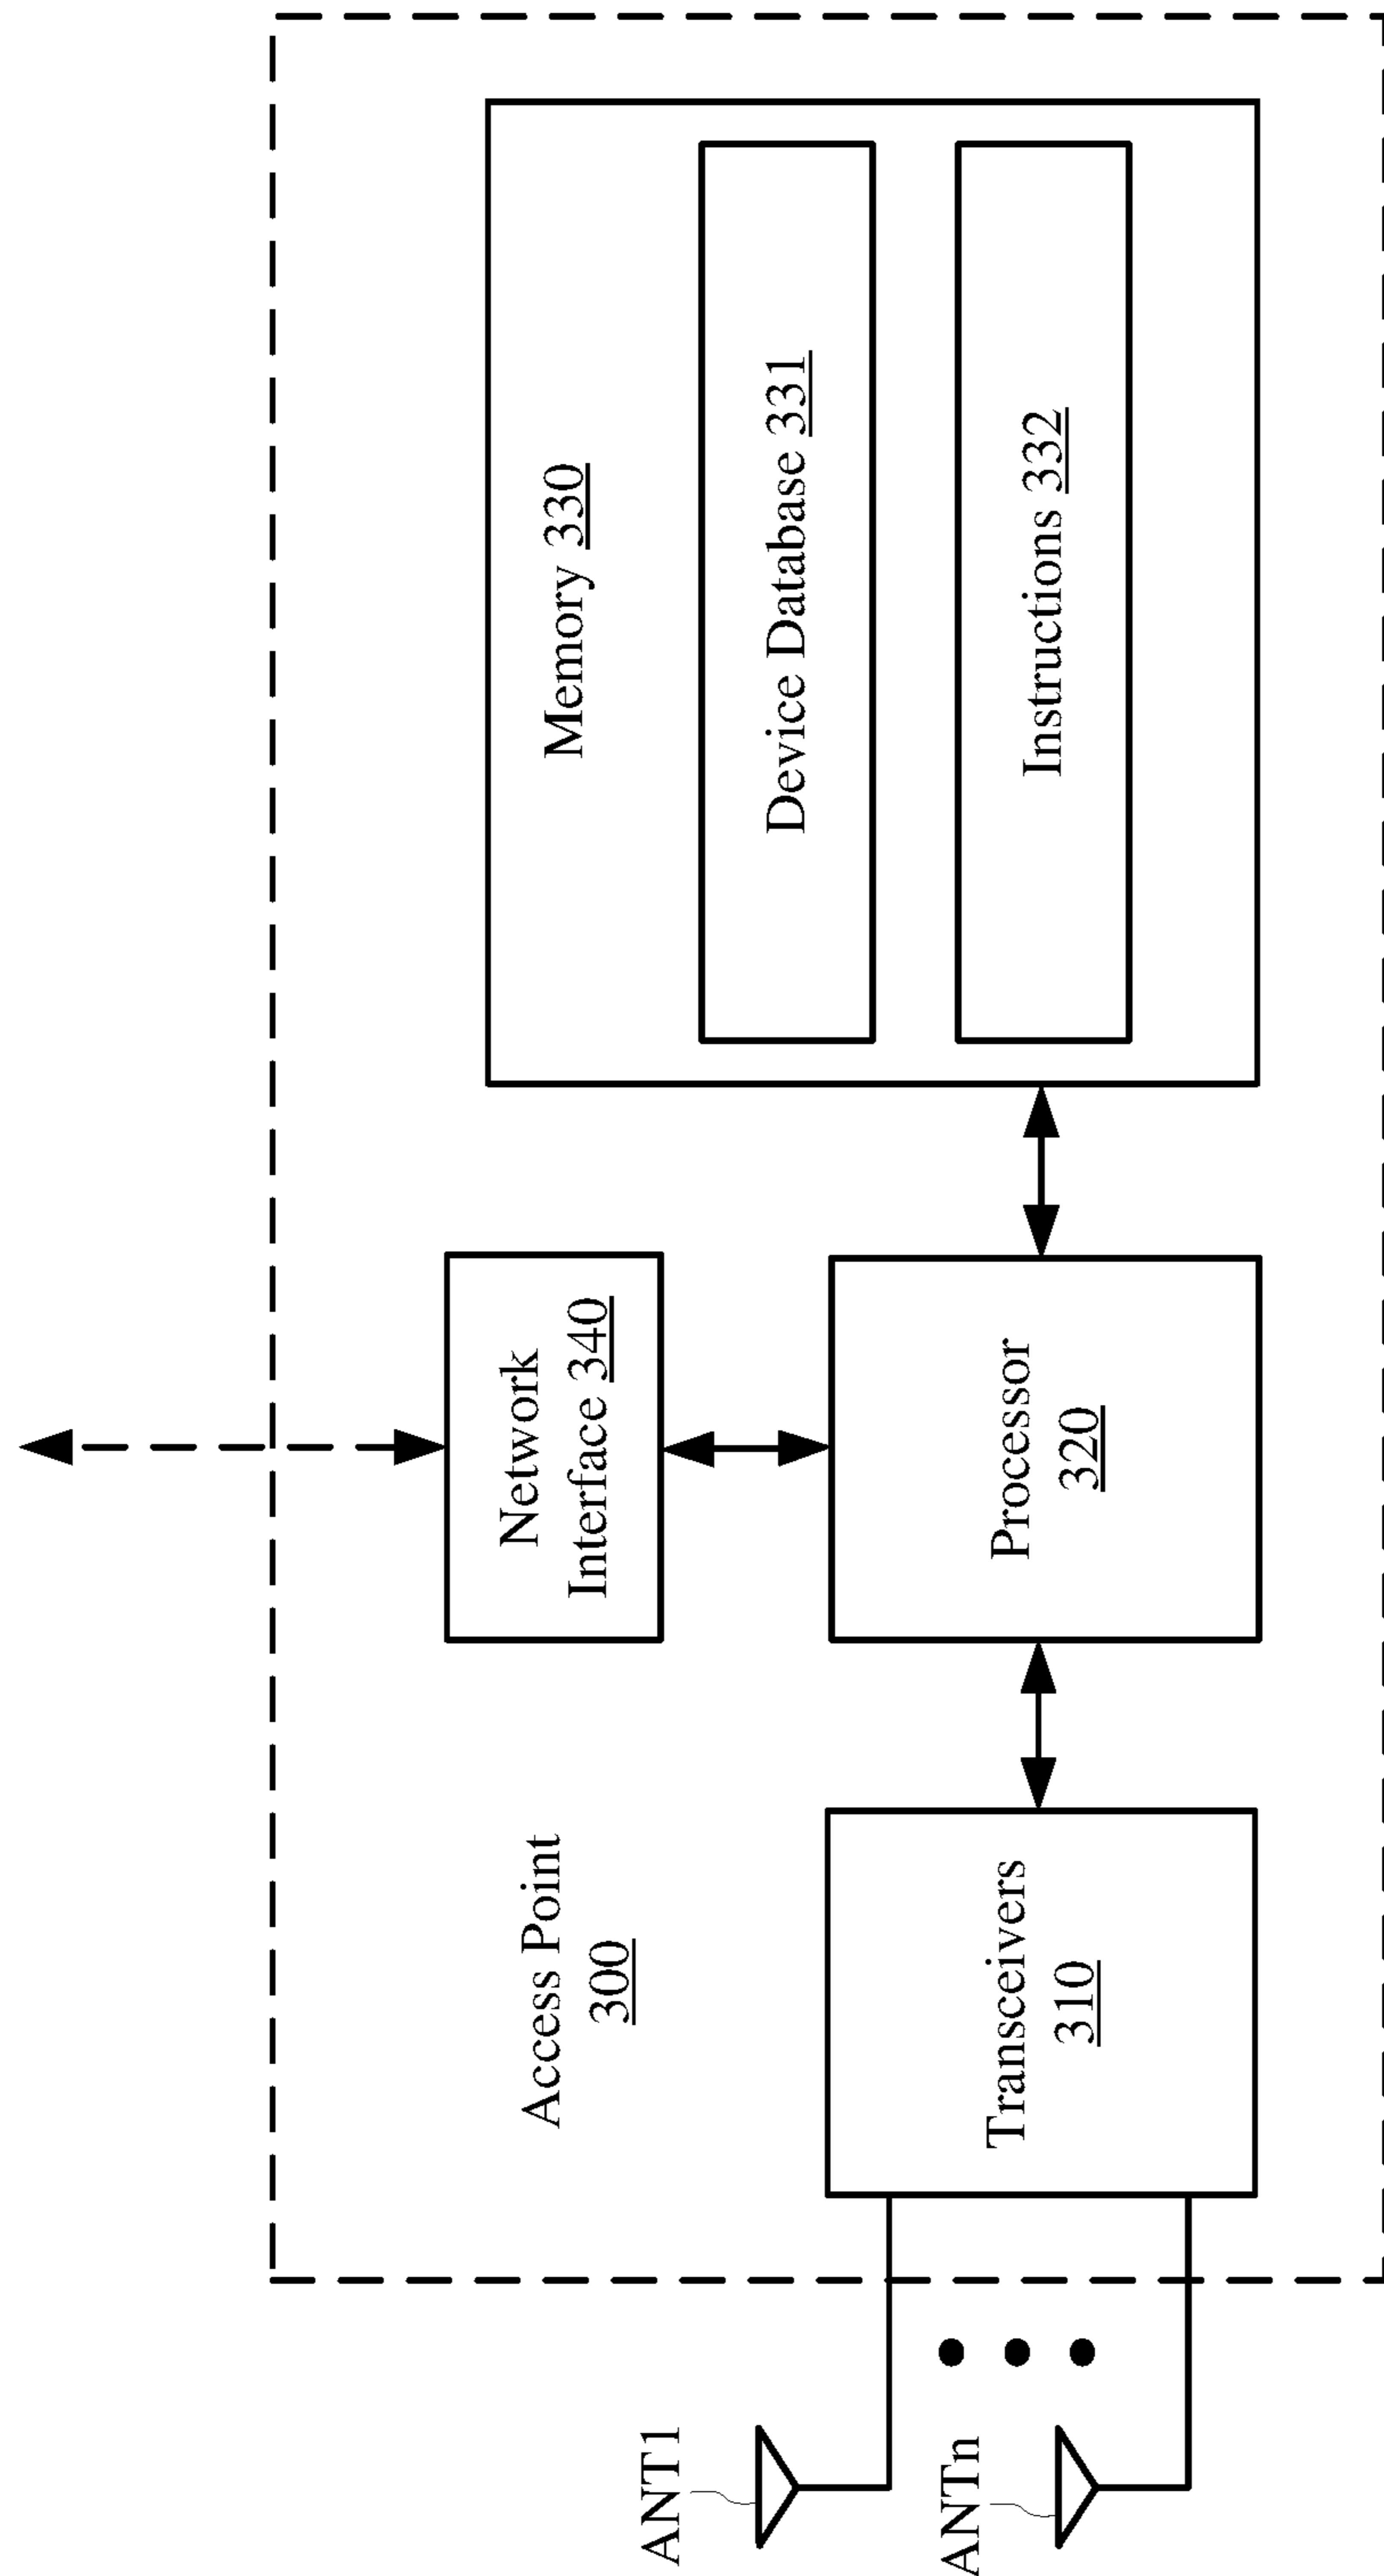 Access Point
300
Network
Interface 340
Memory 330
Device Database 331
Instructions 332
Processor
320
Transceivers
310
ANT1
ANTn